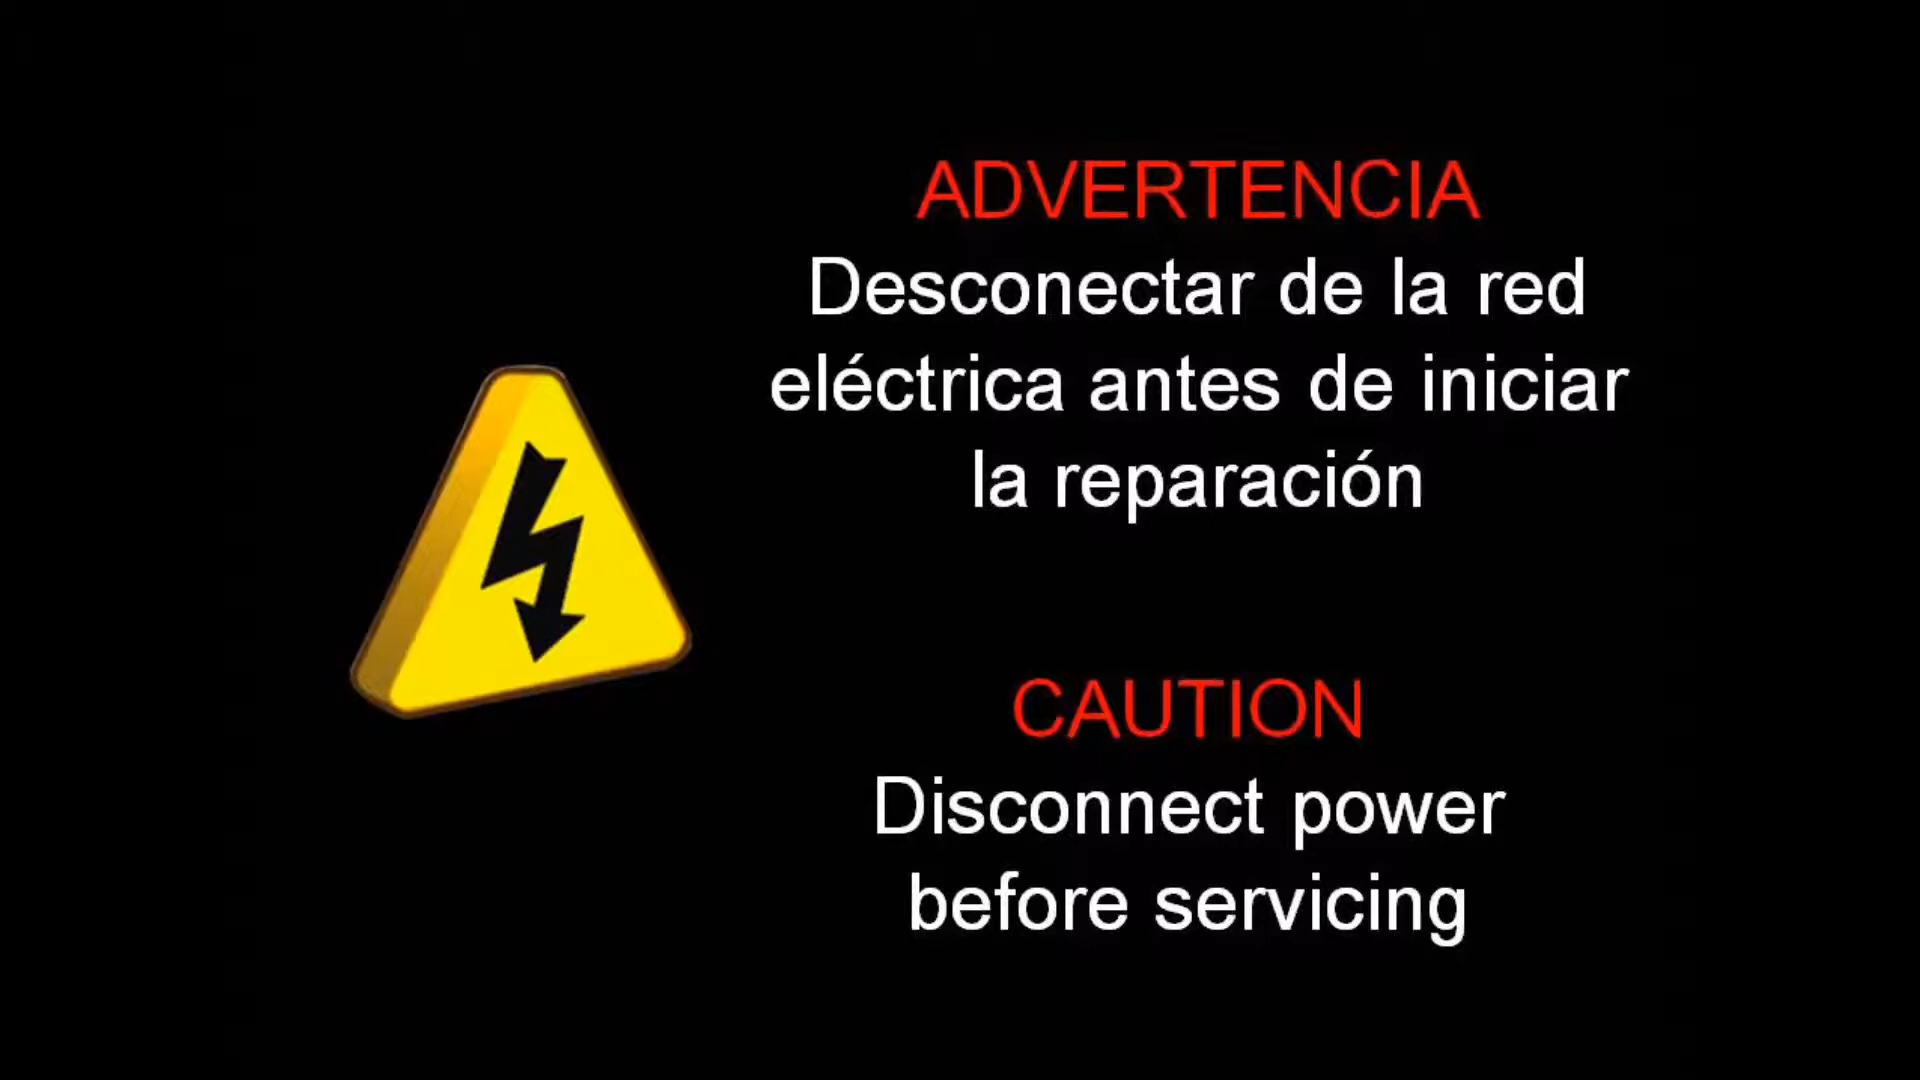 ADVERTENCIA
Desconectar de la red
eléctrica antes de iniciar
la reparación
CAUTION
Disconnect power
before servicing